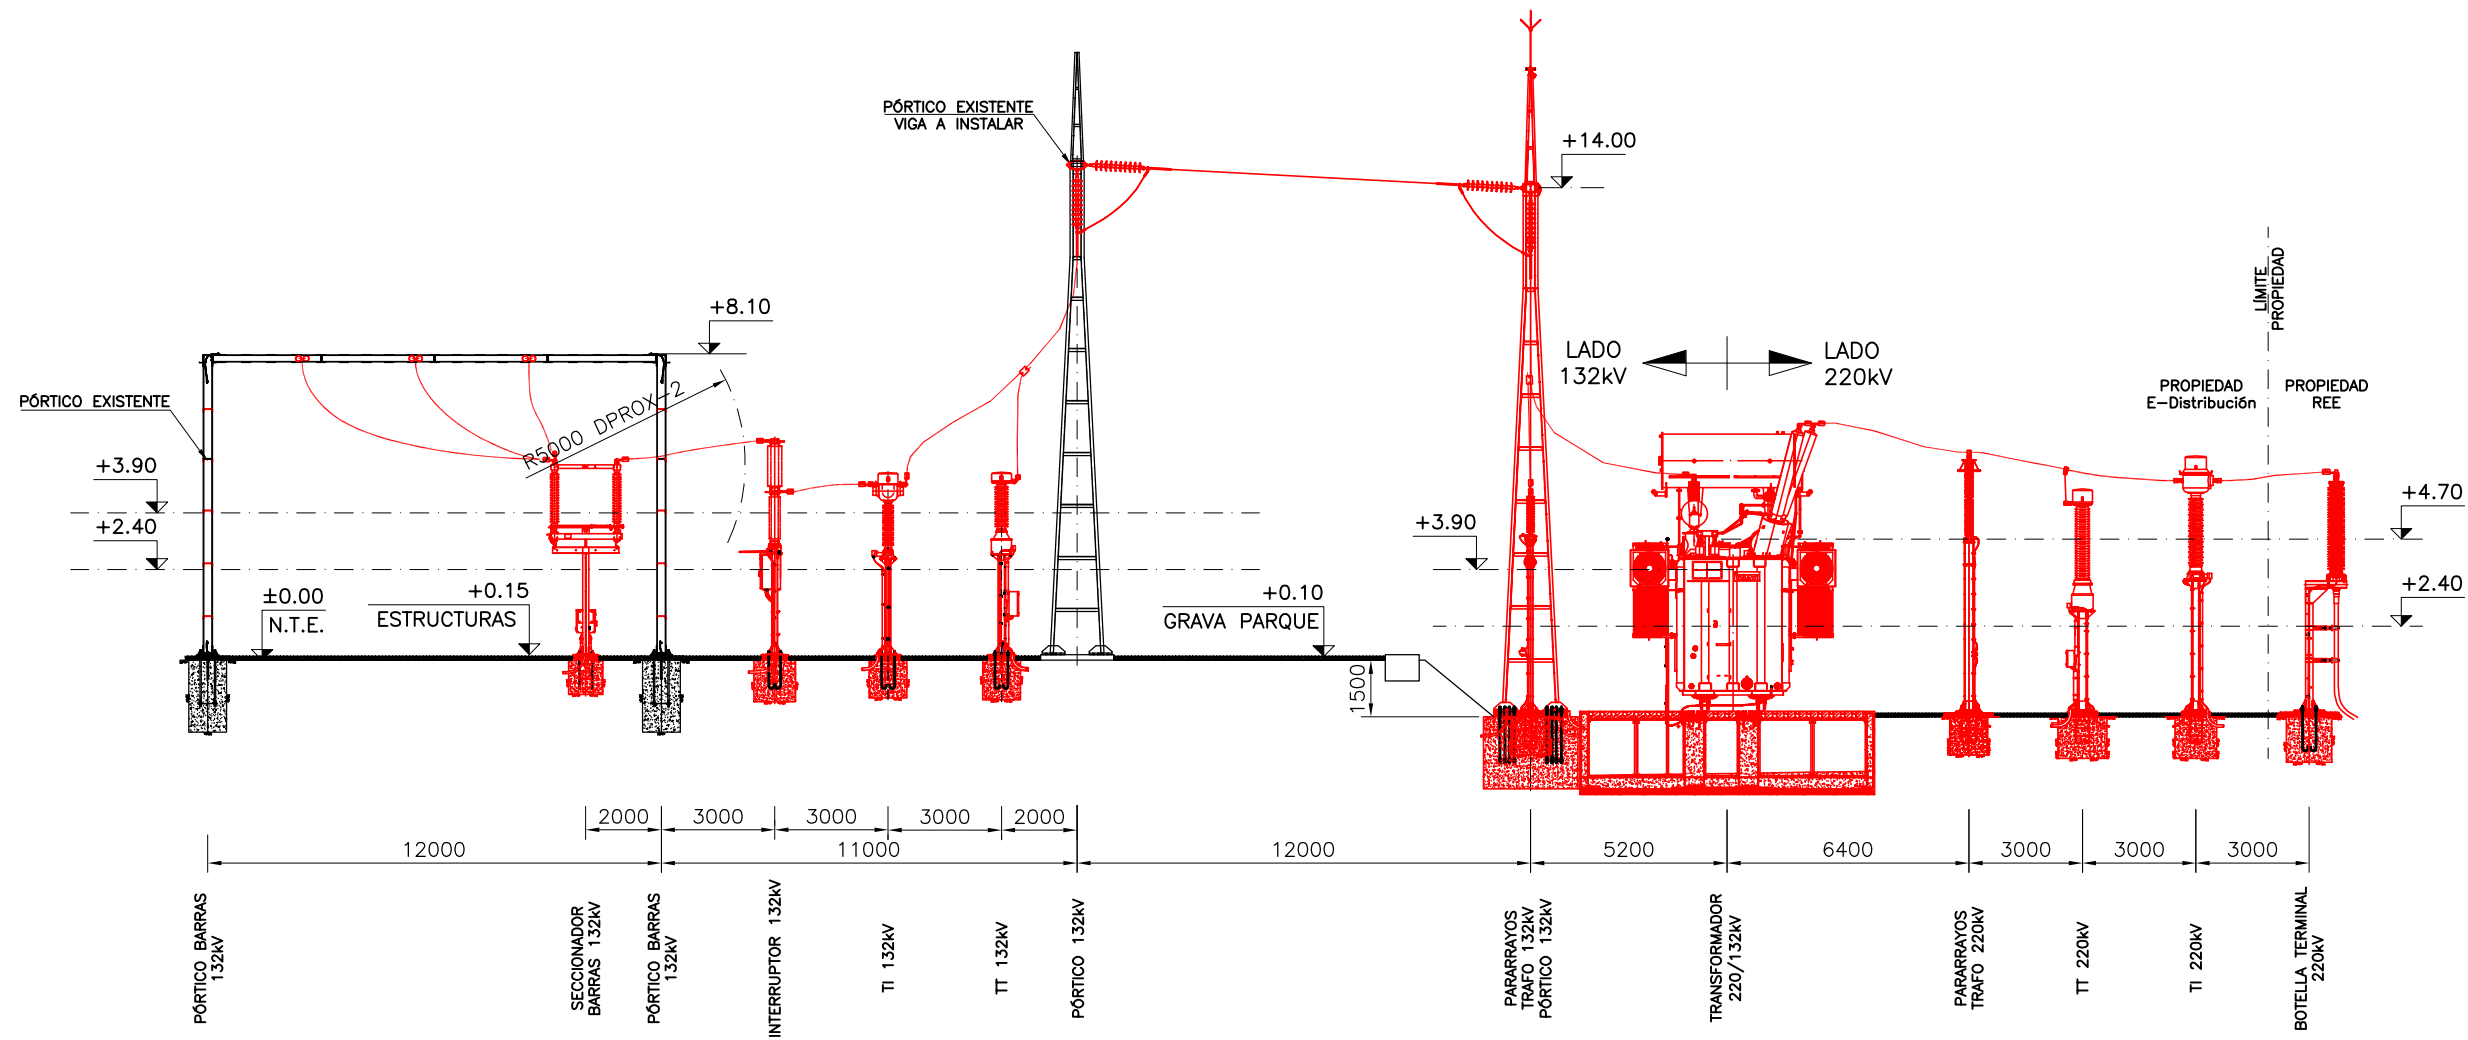 PÓRTICO EXISTENTE
VIGA A INSTALAR
+14.00
LÍMITE
PROPIEDAD
+8.10
LADO
132kV
LADO
220kV
PROPIEDAD
E-Distribución
PROPIEDAD
REE
PÓRTICO EXISTENTE
R5000 DPROX-2
+3.90
+2.40
+3.90
+4.70
+2.40
±0.00
N.T.E.
+0.15
ESTRUCTURAS
+0.10
GRAVA PARQUE
1500
2000
3000
3000
3000
2000
12000
11000
12000
5200
6400
3000
3000
3000
PÓRTICO BARRAS
132kV
SECCIONADOR
BARRAS 132kV
PÓRTICO BARRAS
132kV
INTERRUPTOR 132kV
TI 132kV
TT 132kV
PÓRTICO 132kV
PARARRAYOS
TRAFO 132kV
PÓRTICO 132kV
TRANSFORMADOR
220/132kV
PARARRAYOS
TRAFO 220kV
TT 220kV
TI 220kV
BOTELLA TERMINAL
220kV